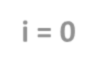 i = 0